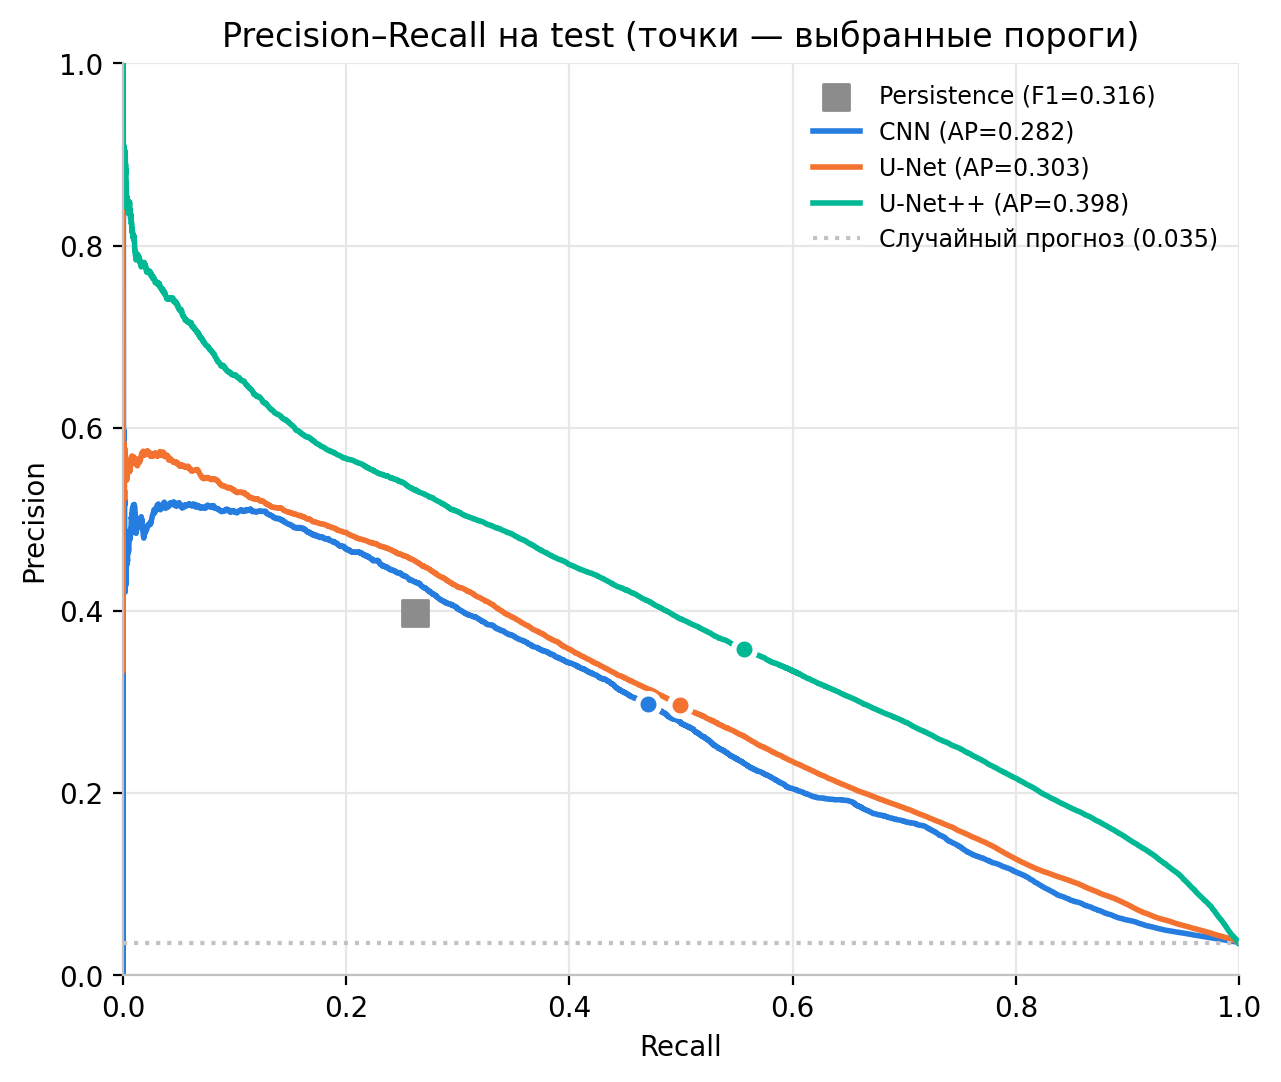 Precision–Recall на test (точки — выбранные пороги)
Persistence (F1=0.316)
CNN (AP=0.282)
U-Net (AP=0.303)
U-Net++ (AP=0.398)
Случайный прогноз (0.035)
Precision
1.0
0.8
0.6
0.4
0.2
0.0
0.0 0.2 0.4 0.6 0.8 1.0
Recall